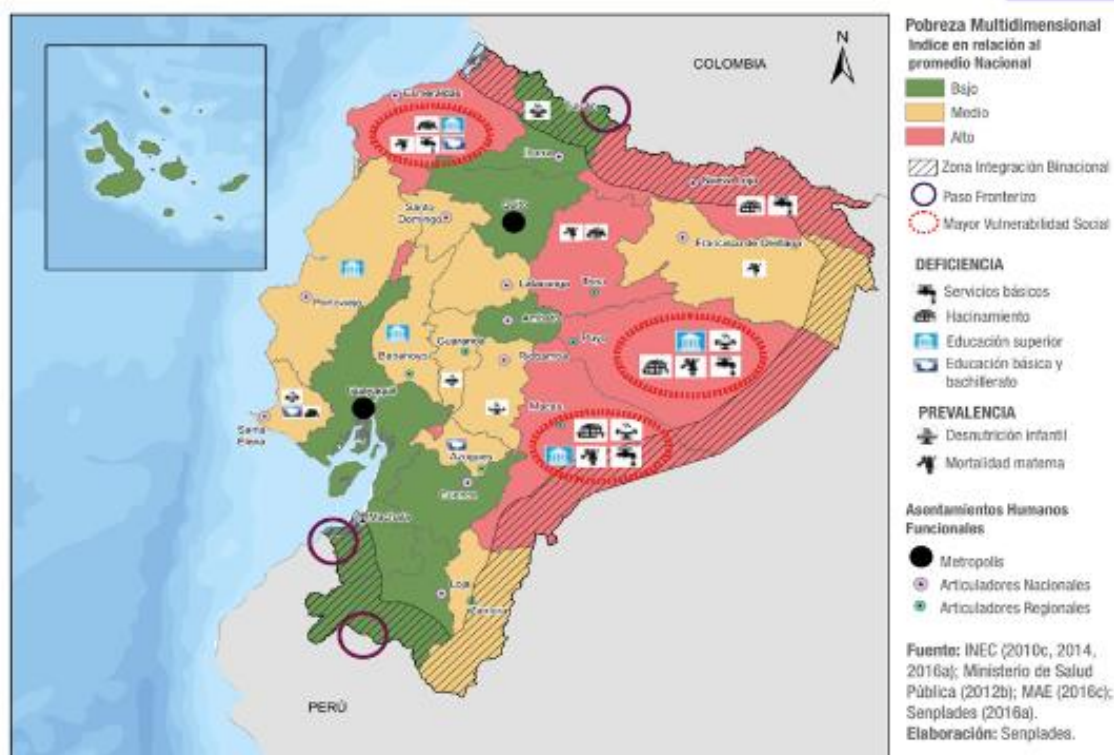 N
COLOMBIA
Esmeraldas
Ibarra
Nueva Loja
Santo
Domingo
Quito
Francisco de Orellana
Portoviejo
Latacunga
Tena
Ambato
Puyo
Guaranda
Babahoyo
Riobamba
Guayaquil
Macas
Santa
Elena
Azogues
Cuenca
Machala
Loja
Zamora
PERÚ
Pobreza Multidimensional
Indice en relación al
promedio Nacional
Bajo
Medio
Alto
Zona Integración Binacional
Paso Fronterizo
Mayor Vulnerabilidad Social
DEFICIENCIA
Servicios básicos
Hacinamiento
Educación superior
Educación básica y
bachillerato
PREVALENCIA
Desnutrición infantil
Mortalidad materna
Asentamientos Humanos
Funcionales
Metropolis
Articuladores Nacionales
Articuladores Regionales
Fuente: INEC (2010c, 2014,
2016a); Ministerio de Salud
Pública (2012b); MAE (2016c);
Senplades (2016a).
Elaboración: Senplades.